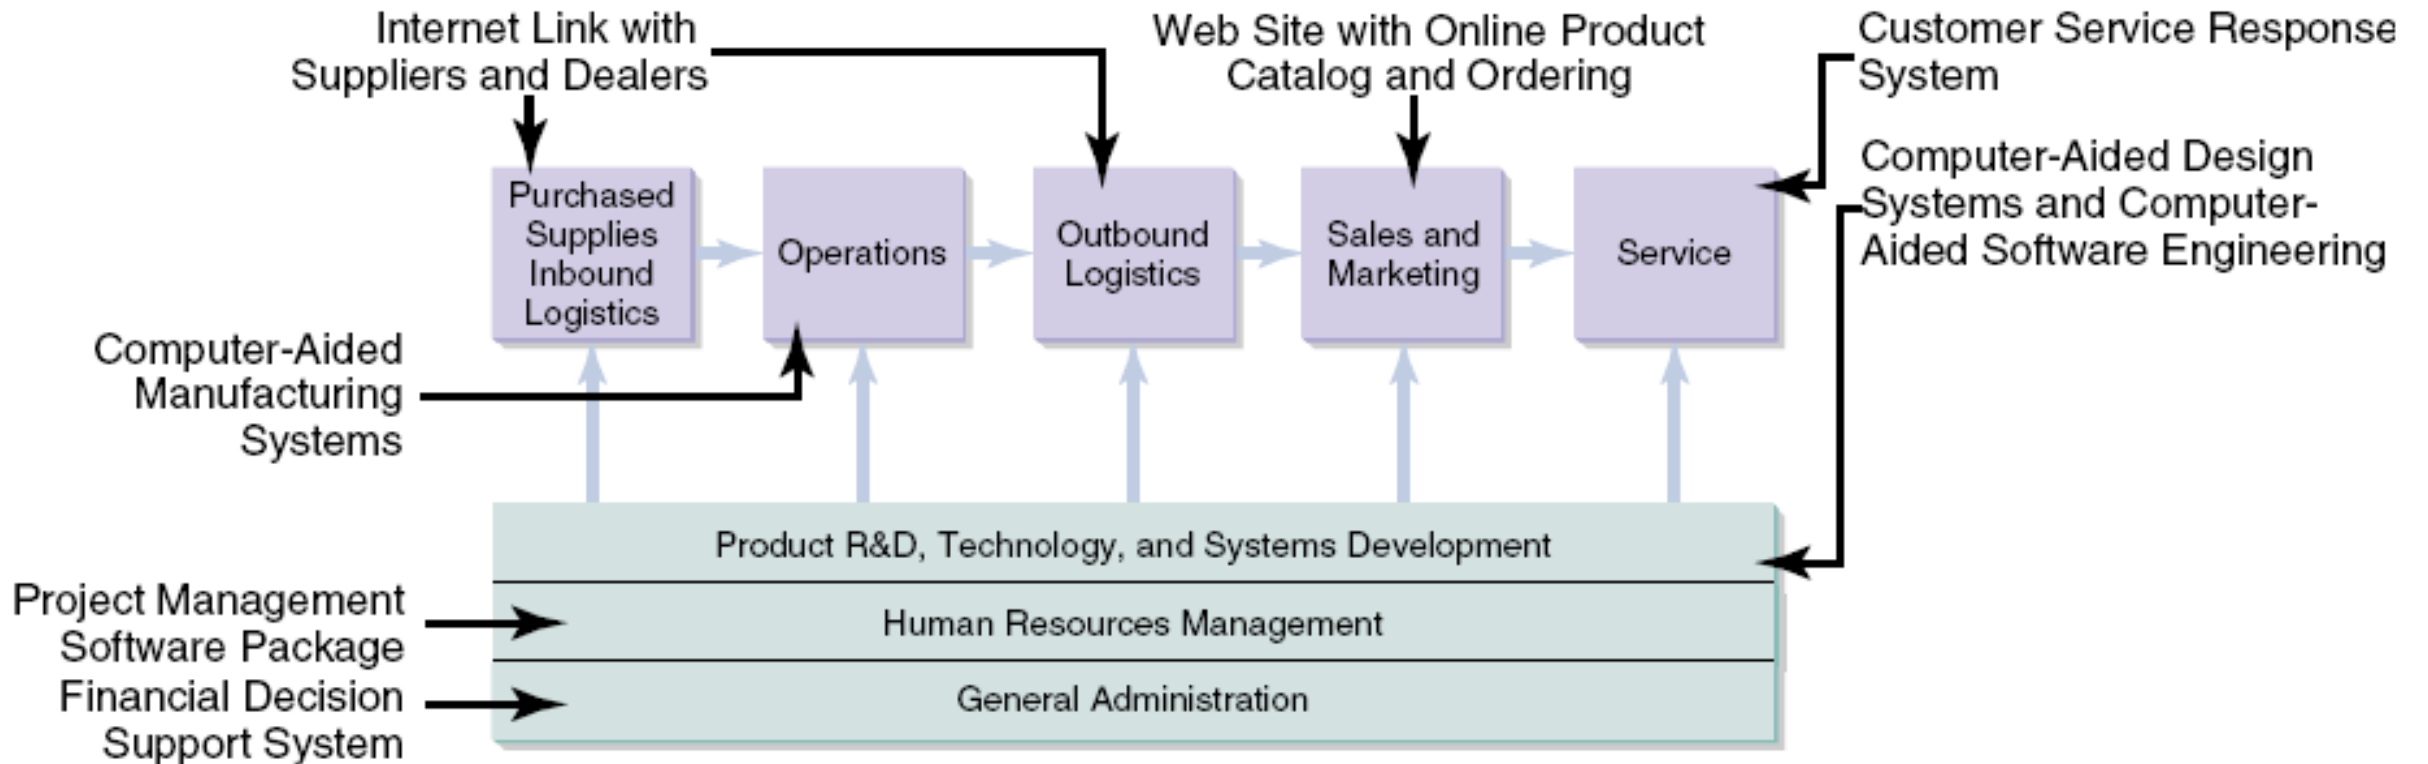 Internet Link with
Suppliers and Dealers
Web Site with Online Product
Catalog and Ordering
Customer Service Response
System
Computer-Aided Design
Systems and Computer-
Aided Software Engineering
Purchased
Supplies
Inbound
Logistics
Operations
Outbound
Logistics
Sales and
Marketing
Service
Computer-Aided
Manufacturing
Systems
Product R&D, Technology, and Systems Development
Project Management
Software Package
Human Resources Management
Financial Decision
Support System
General Administration